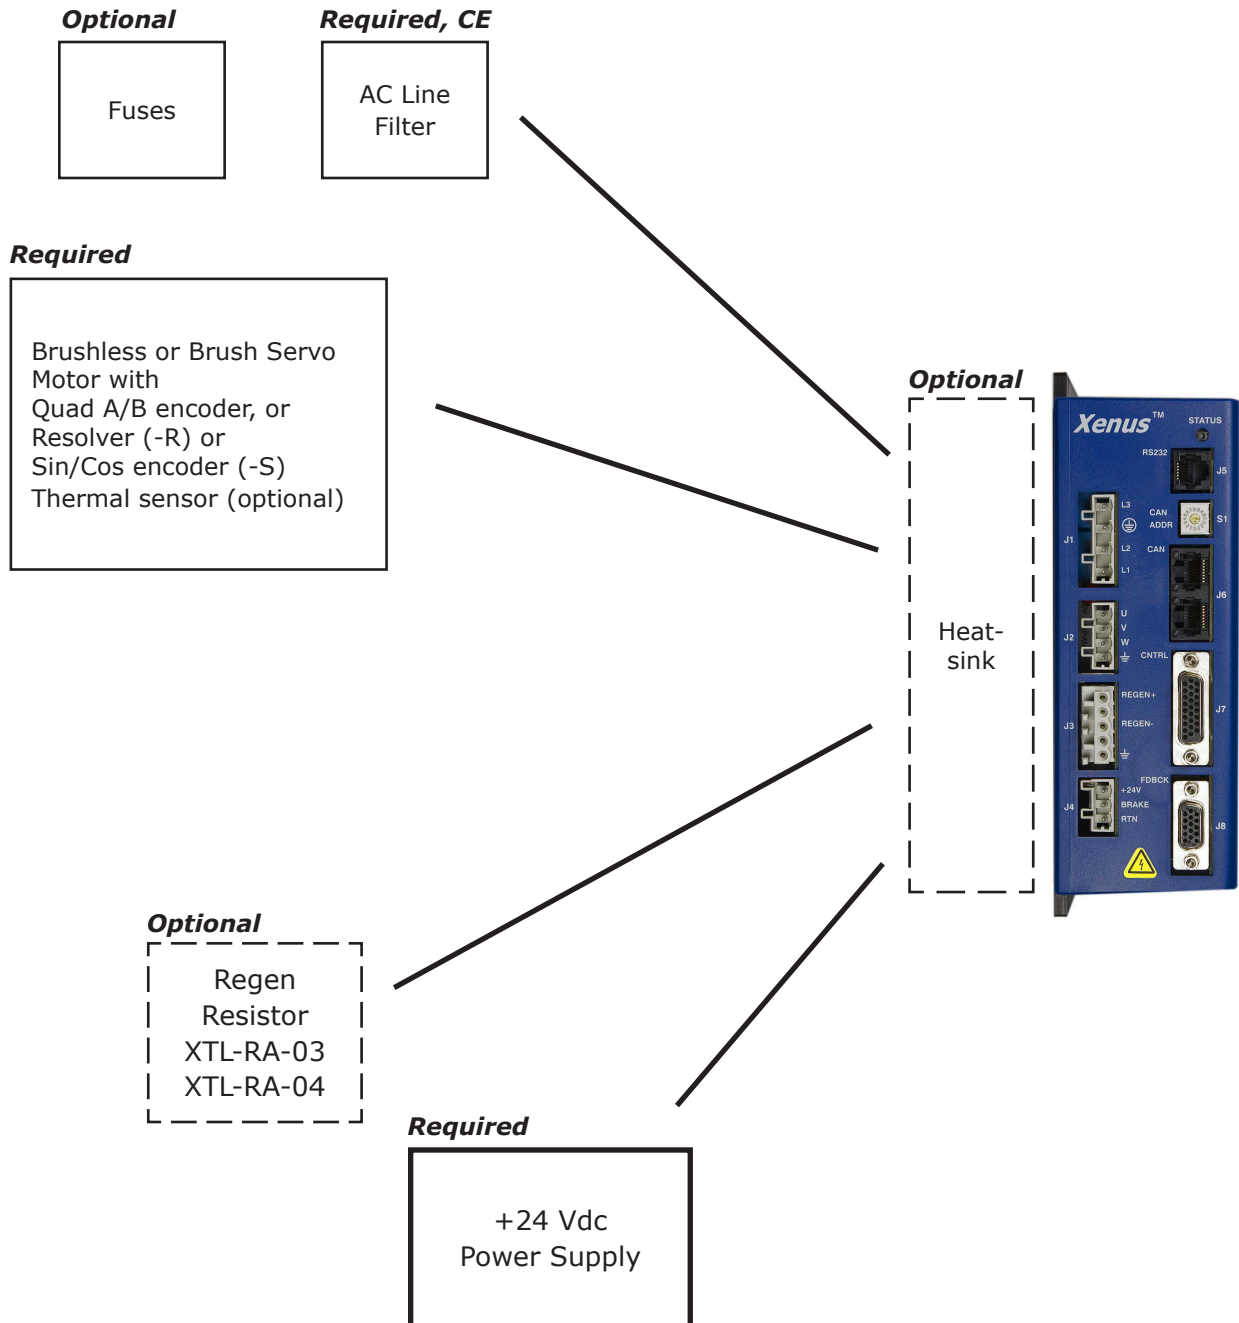 Optional
Required, CE
Fuses
AC Line
Filter
Required
Brushless or Brush Servo
Motor with
Quad A/B encoder, or
Resolver (-R) or
Sin/Cos encoder (-S)
Thermal sensor (optional)
Optional
Heat-
sink
Xenus™
STATUS
RS232
J5
L3
CAN
ADDR
S1
J1
L2
CAN
L1
J6
U
V
J2
W
CNTRL
REGEN+
J7
J3
REGEN-
FDBCK
+24V
J4
BRAKE
RTN
J8
Optional
Regen
Resistor
XTL-RA-03
XTL-RA-04
Required
+24 Vdc
Power Supply